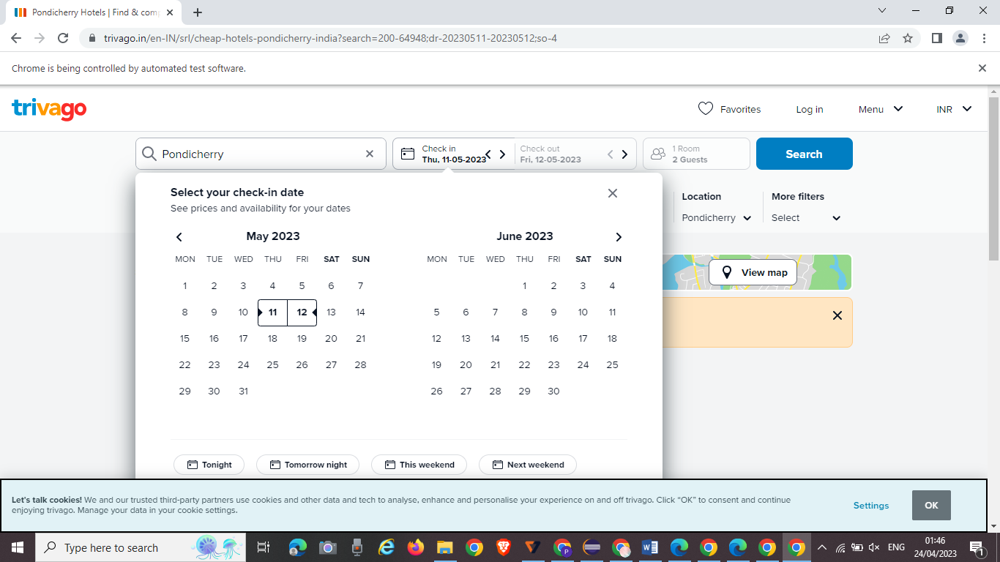 Pondicherry Hotels | Find & com
trivago.in/en-IN/srl/cheap-hotels-pondicherry-india?search=200-64948;dr-20230511-20230512;so-4
Chrome is being controlled by automated test software.
trivago
Favorites
Log in
Menu
INR
Pondicherry
Check in
Thu, 11-05-2023
Check out
Fri, 12-05-2023
1 Room
2 Guests
Search
Select your check-in date
See prices and availability for your dates
Location
Pondicherry
More filters
Select
May 2023
MON TUE WED THU FRI SAT SUN
1 2 3 4 5 6 7
8 9 10 11 12 13 14
15 16 17 18 19 20 21
22 23 24 25 26 27 28
29 30 31
June 2023
MON TUE WED THU FRI SAT SUN
1 2 3 4
5 6 7 8 9 10 11
12 13 14 15 16 17 18
19 20 21 22 23 24 25
26 27 28 29 30
View map
Tonight
Tomorrow night
This weekend
Next weekend
Let's talk cookies! We and our trusted third-party partners use cookies and other data and tech to analyse, enhance and personalise your experience on and off trivago. Click “OK” to consent and continue
enjoying trivago. Manage your data in your cookie settings.
Settings
OK
Type here to search
P
W
ENG
01:46
24/04/2023
1